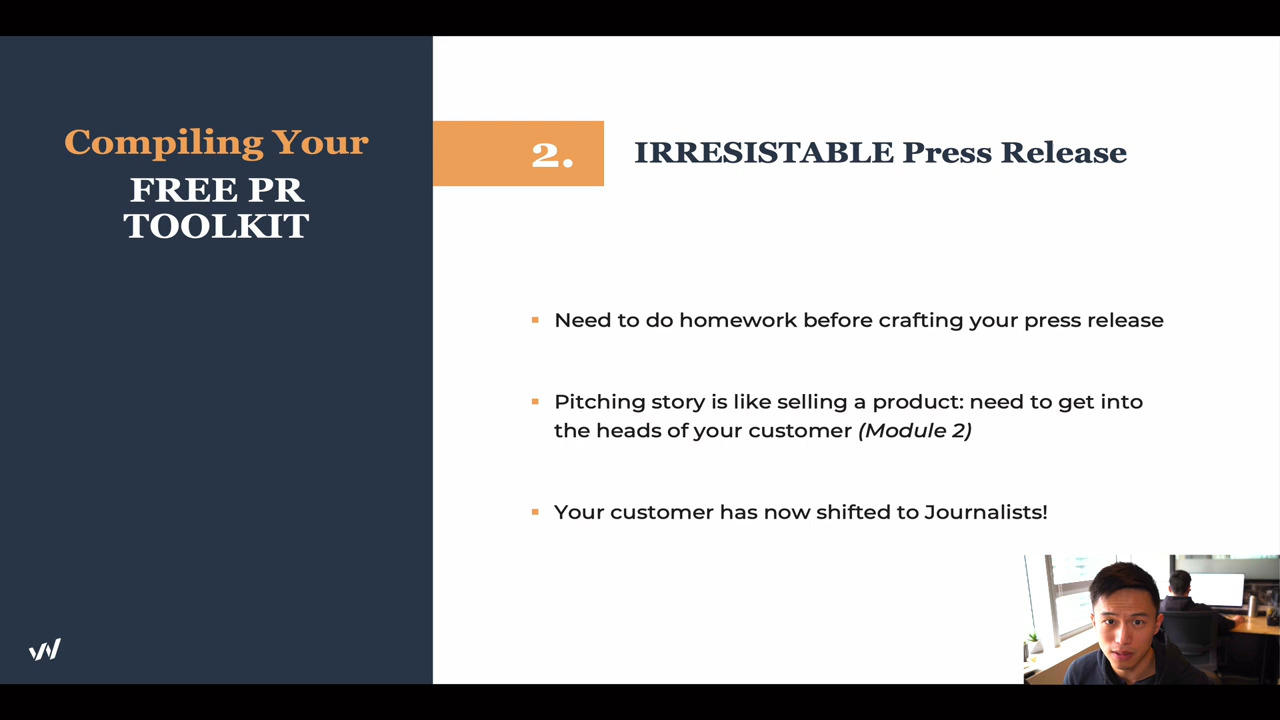 Compiling Your
FREE PR
TOOLKIT
2.
IRRESISTABLE Press Release
Need to do homework before crafting your press release
Pitching story is like selling a product: need to get into
the heads of your customer (Module 2)
Your customer has now shifted to Journalists!